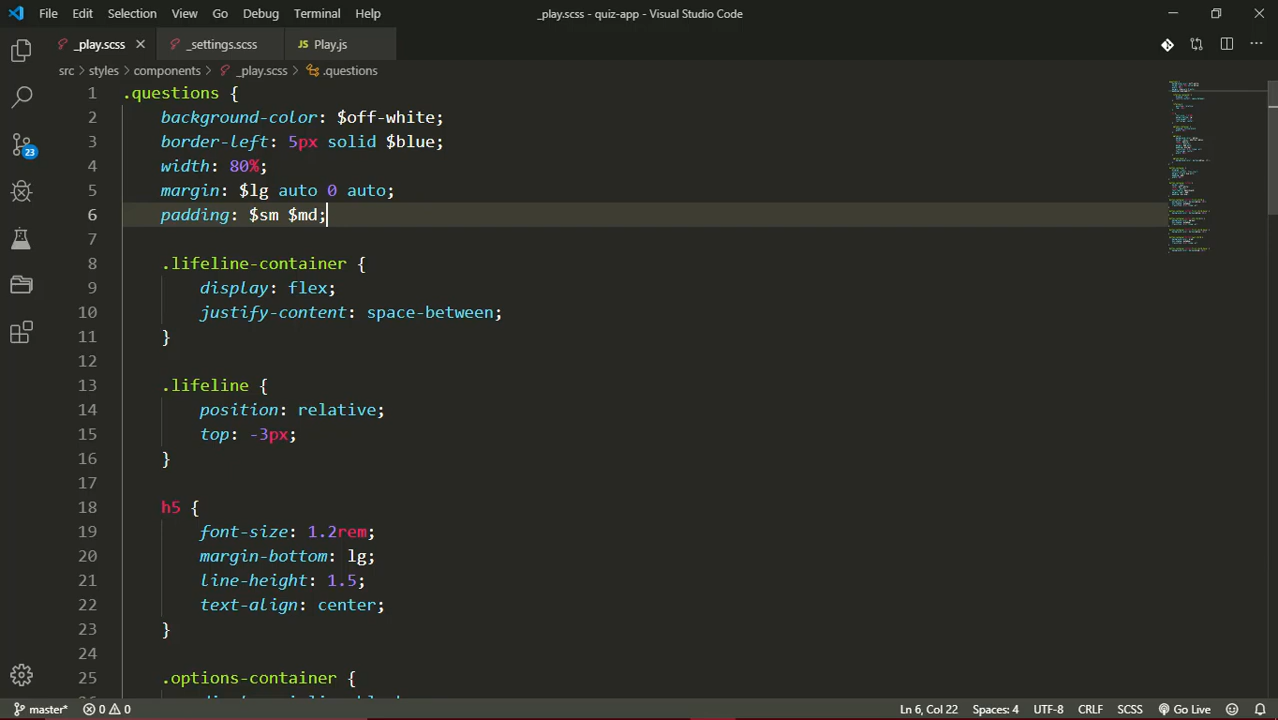 File Edit Selection View Go Debug Terminal Help _play.scss - quiz-app - Visual Studio Code
_play.scss _settings.scss JS Play.js
src styles components _play.scss .questions
1 .questions {
2 background-color: $off-white;
3 border-left: 5px solid $blue;
4 width: 80%;
5 margin: $lg auto 0 auto;
6 padding: $sm $md;
7
8 .lifeline-container {
9 display: flex;
10 justify-content: space-between;
11 }
12
13 .lifeline {
14 position: relative;
15 top: -3px;
16 }
17
18 h5 {
19 font-size: 1.2rem;
20 margin-bottom: lg;
21 line-height: 1.5;
22 text-align: center;
23 }
24
25 .options-container {
23
master* 0 0 Ln 6, Col 22 Spaces: 4 UTF-8 CRLF SCSS Go Live